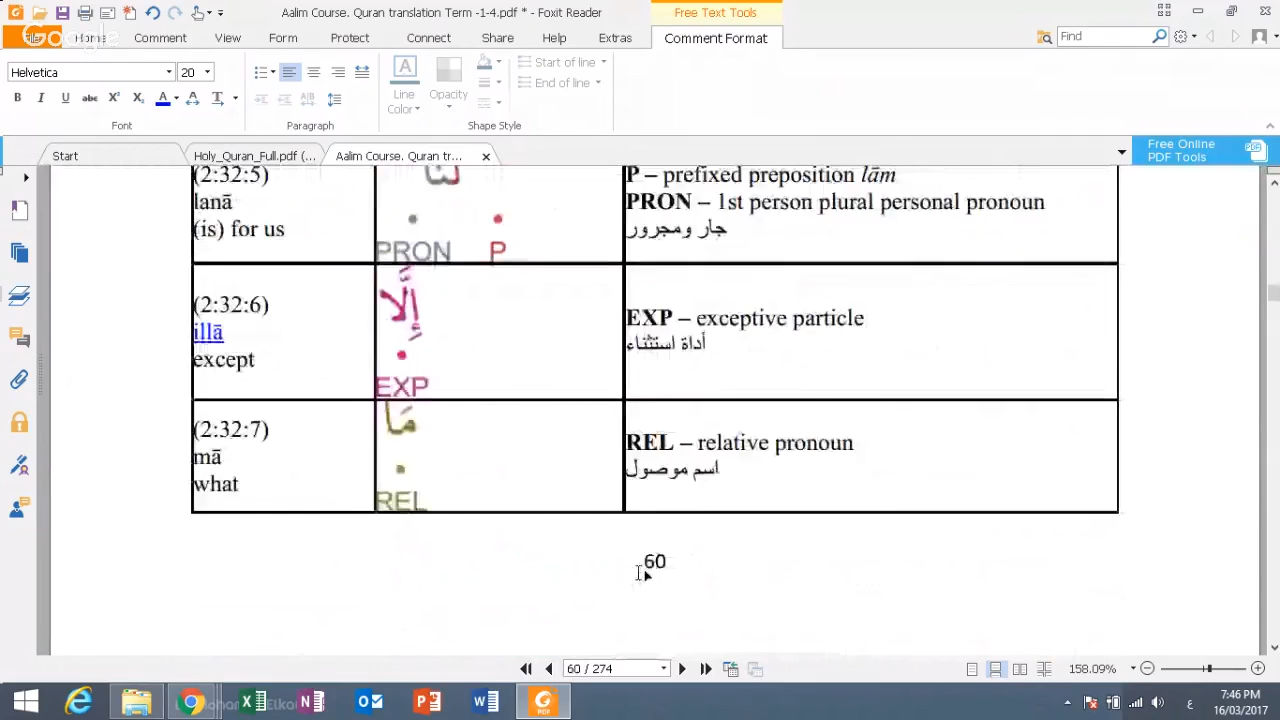 Aalim Course. Quran translation Term -1-4.pdf * - Foxit Reader
Free Text Tools
File Home Comment View Form Protect Connect Share Help Extras Comment Format
Google
Find
Helvetica 20
Start of line
End of line
Line Color
Opacity
Font Paragraph Shape Style
Start Holy_Quran_Full.pdf (... Aalim Course. Quran tr...
Free Online
PDF Tools
(2:32:5)
lanā
(is) for us
لَنَا
PRON P
P – prefixed preposition lām
PRON – 1st person plural personal pronoun
جار ومجرور
(2:32:6)
illā
except
إِلَّا
EXP
EXP – exceptive particle
أداة استثناء
(2:32:7)
mā
what
مَا
REL
REL – relative pronoun
اسم موصول
60
60 / 274
158.09%
7:46 PM
16/03/2017